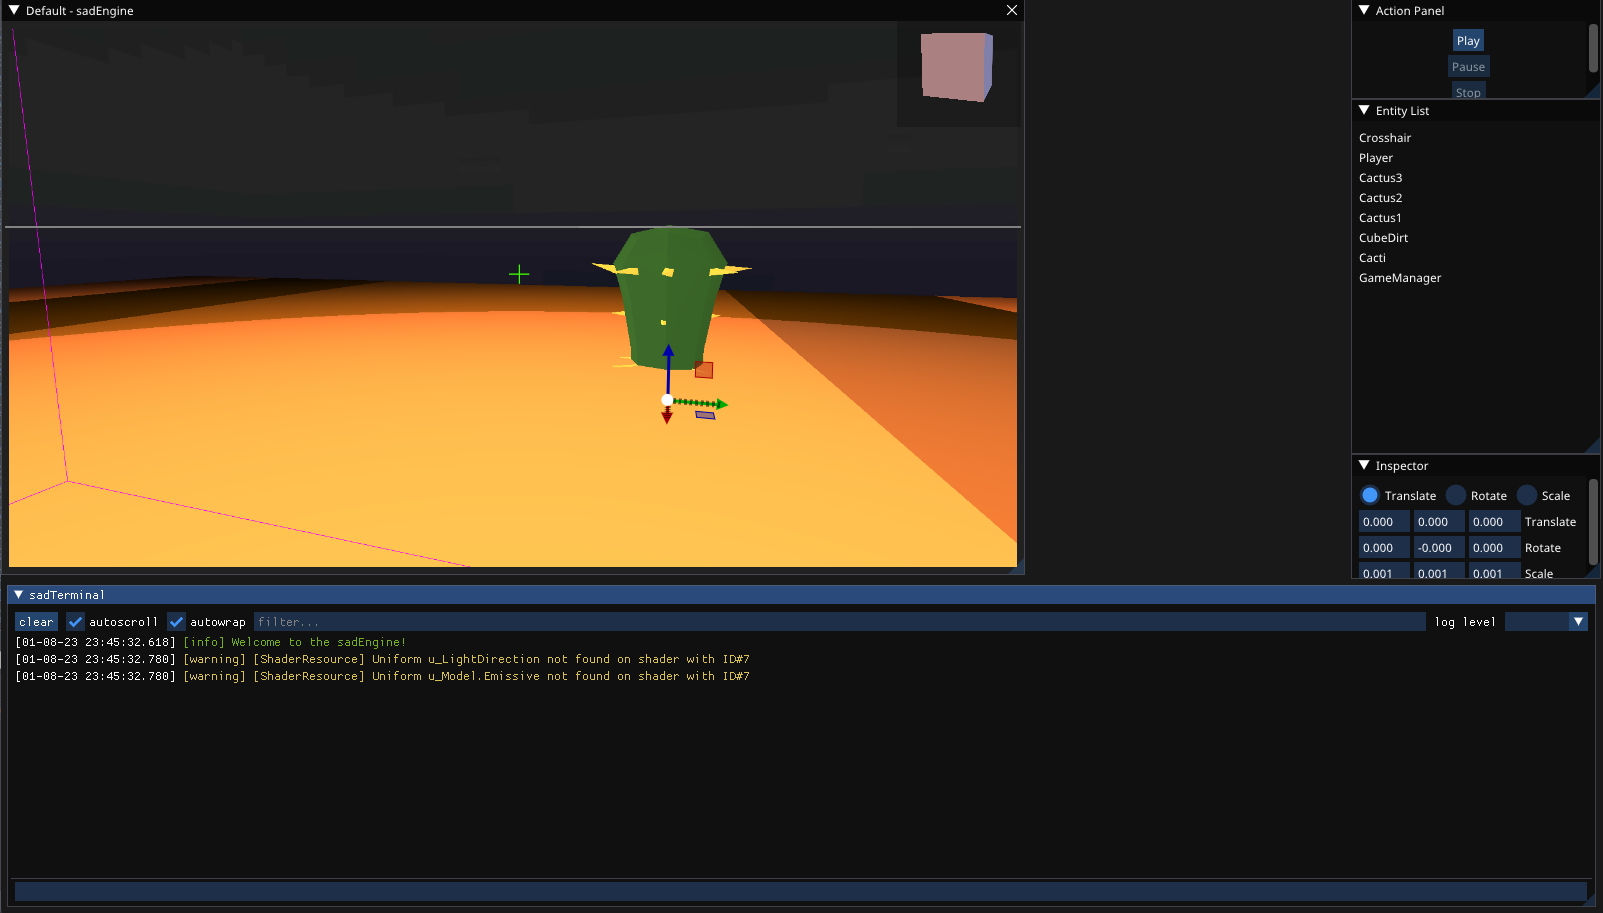 Default - sadEngine
Action Panel
Play
Pause
Stop
Entity List
Crosshair
Player
Cactus3
Cactus2
Cactus1
CubeDirt
Cacti
GameManager
Inspector
Translate Rotate Scale
0.000 0.000 0.000 Translate
0.000 -0.000 0.000 Rotate
0.001 0.001 0.001 Scale
sadTerminal
clear autoscroll autowrap filter... log level
[01-08-23 23:45:32.618] [info] Welcome to the sadEngine!
[01-08-23 23:45:32.780] [warning] [ShaderResource] Uniform u_LightDirection not found on shader with ID#7
[01-08-23 23:45:32.780] [warning] [ShaderResource] Uniform u_Model.Emissive not found on shader with ID#7